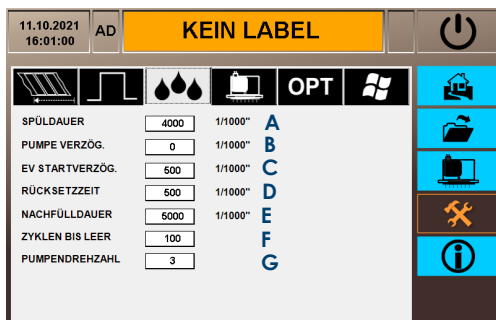 11.10.2021
16:01:00
AD
KEIN LABEL
OPT
SPÜLDAUER 4000 1/1000" A
PUMPE VERZÖG. 0 1/1000" B
EV STARTVERZÖG. 500 1/1000" C
RÜCKSETZZEIT 500 1/1000" D
NACHFÜLLDAUER 5000 1/1000" E
ZYKLEN BIS LEER 100 F
PUMPENDREHZAHL 3 G